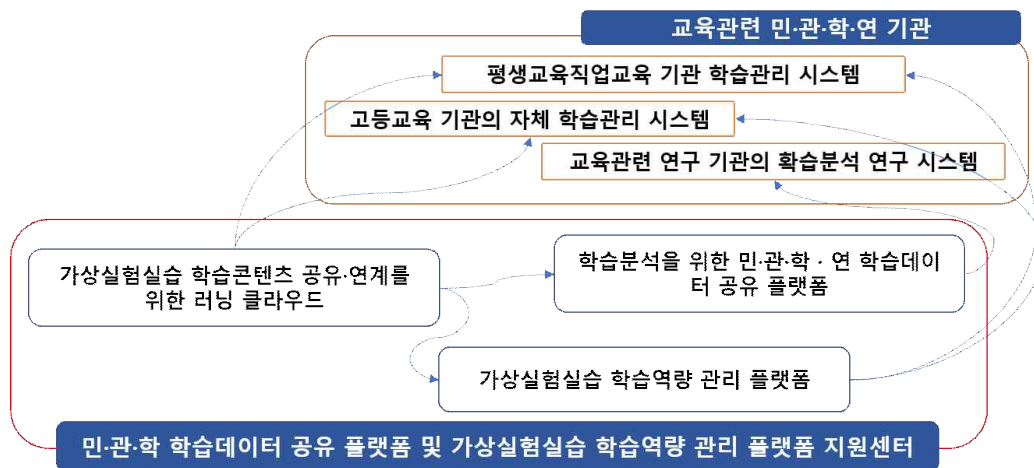 교육관련 민·관·학·연 기관
평생교육직업교육 기관 학습관리 시스템
고등교육 기관의 자체 학습관리 시스템
교육관련 연구 기관의 확습분석 연구 시스템
가상실험실습 학습콘텐츠 공유·연계를
위한 러닝 클라우드
학습분석을 위한 민·관·학 · 연 학습데이
터 공유 플랫폼
가상실험실습 학습역량 관리 플랫폼
민·관·학 학습데이터 공유 플랫폼 및 가상실험실습 학습역량 관리 플랫폼 지원센터